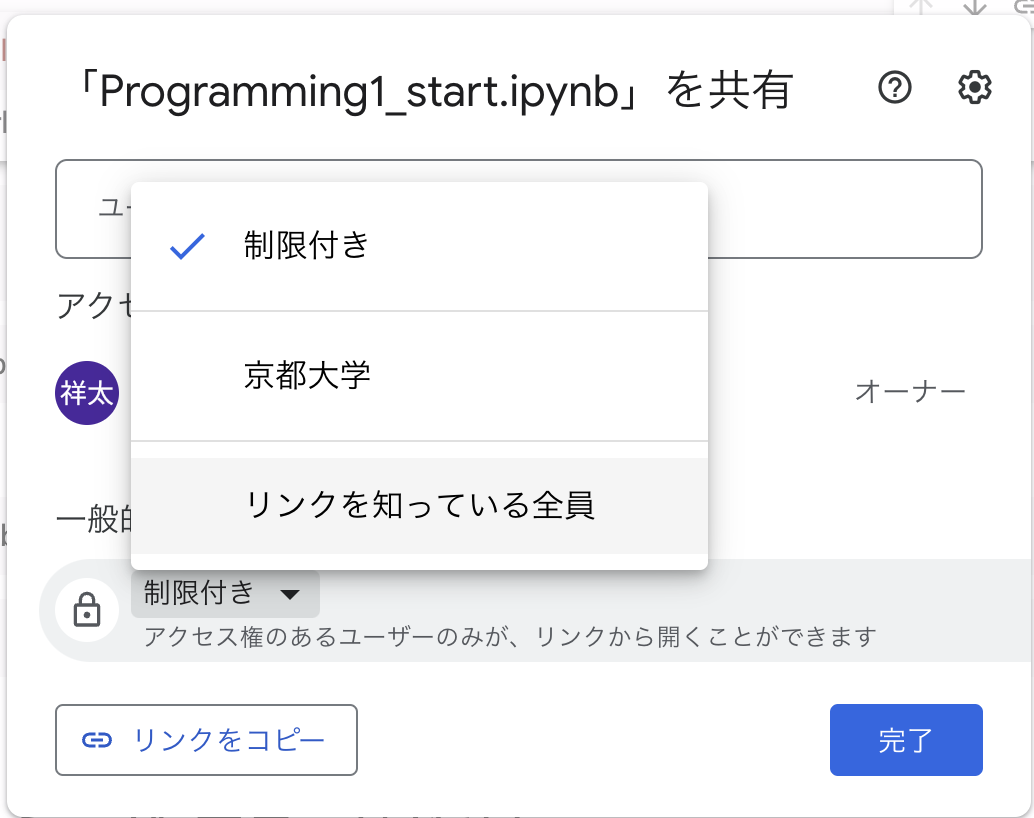 「Programming1_start.ipynb」を共有
制限付き
アクセ
京都大学
祥太
オーナー
リンクを知っている全員
一般的
制限付き
アクセス権のあるユーザーのみが、リンクから開くことができます
リンクをコピー
完了